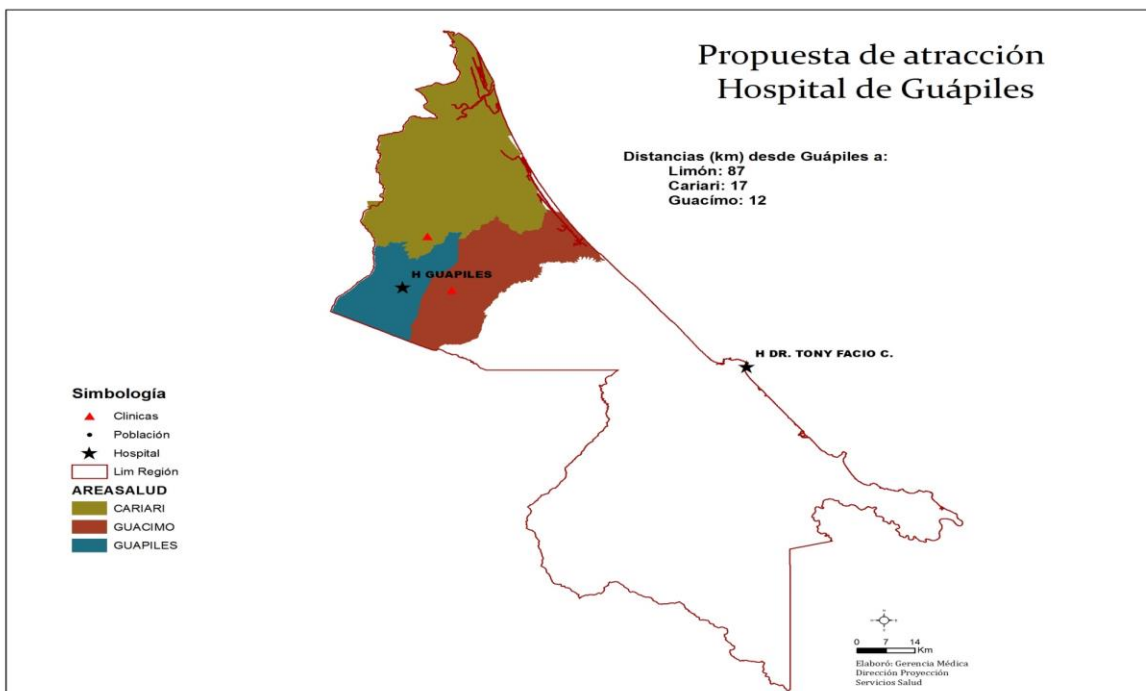 Propuesta de atracción
Hospital de Guápiles
Distancias (km) desde Guápiles a:
Limón: 87
Cariari: 17
Guacímo: 12
H GUAPILES
H DR. TONY FACIO C.
Simbología
Clinicas
Población
Hospital
Lim Región
AREASALUD
CARIARI
GUACIMO
GUAPILES
0 7 14
Km
Elaboró: Gerencia Médica
Dirección Proyección
Servicios Salud